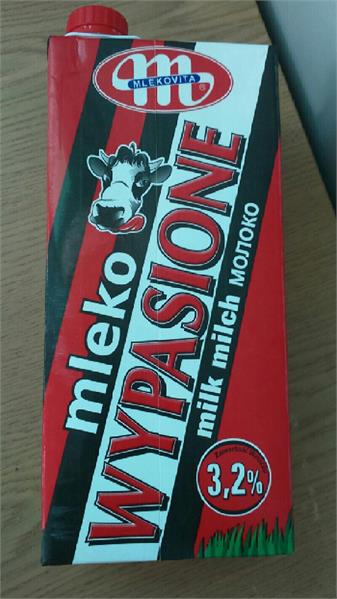 MLEKOVITA
®
mleko
WYPASIONE
milk milch молоко
3,2%